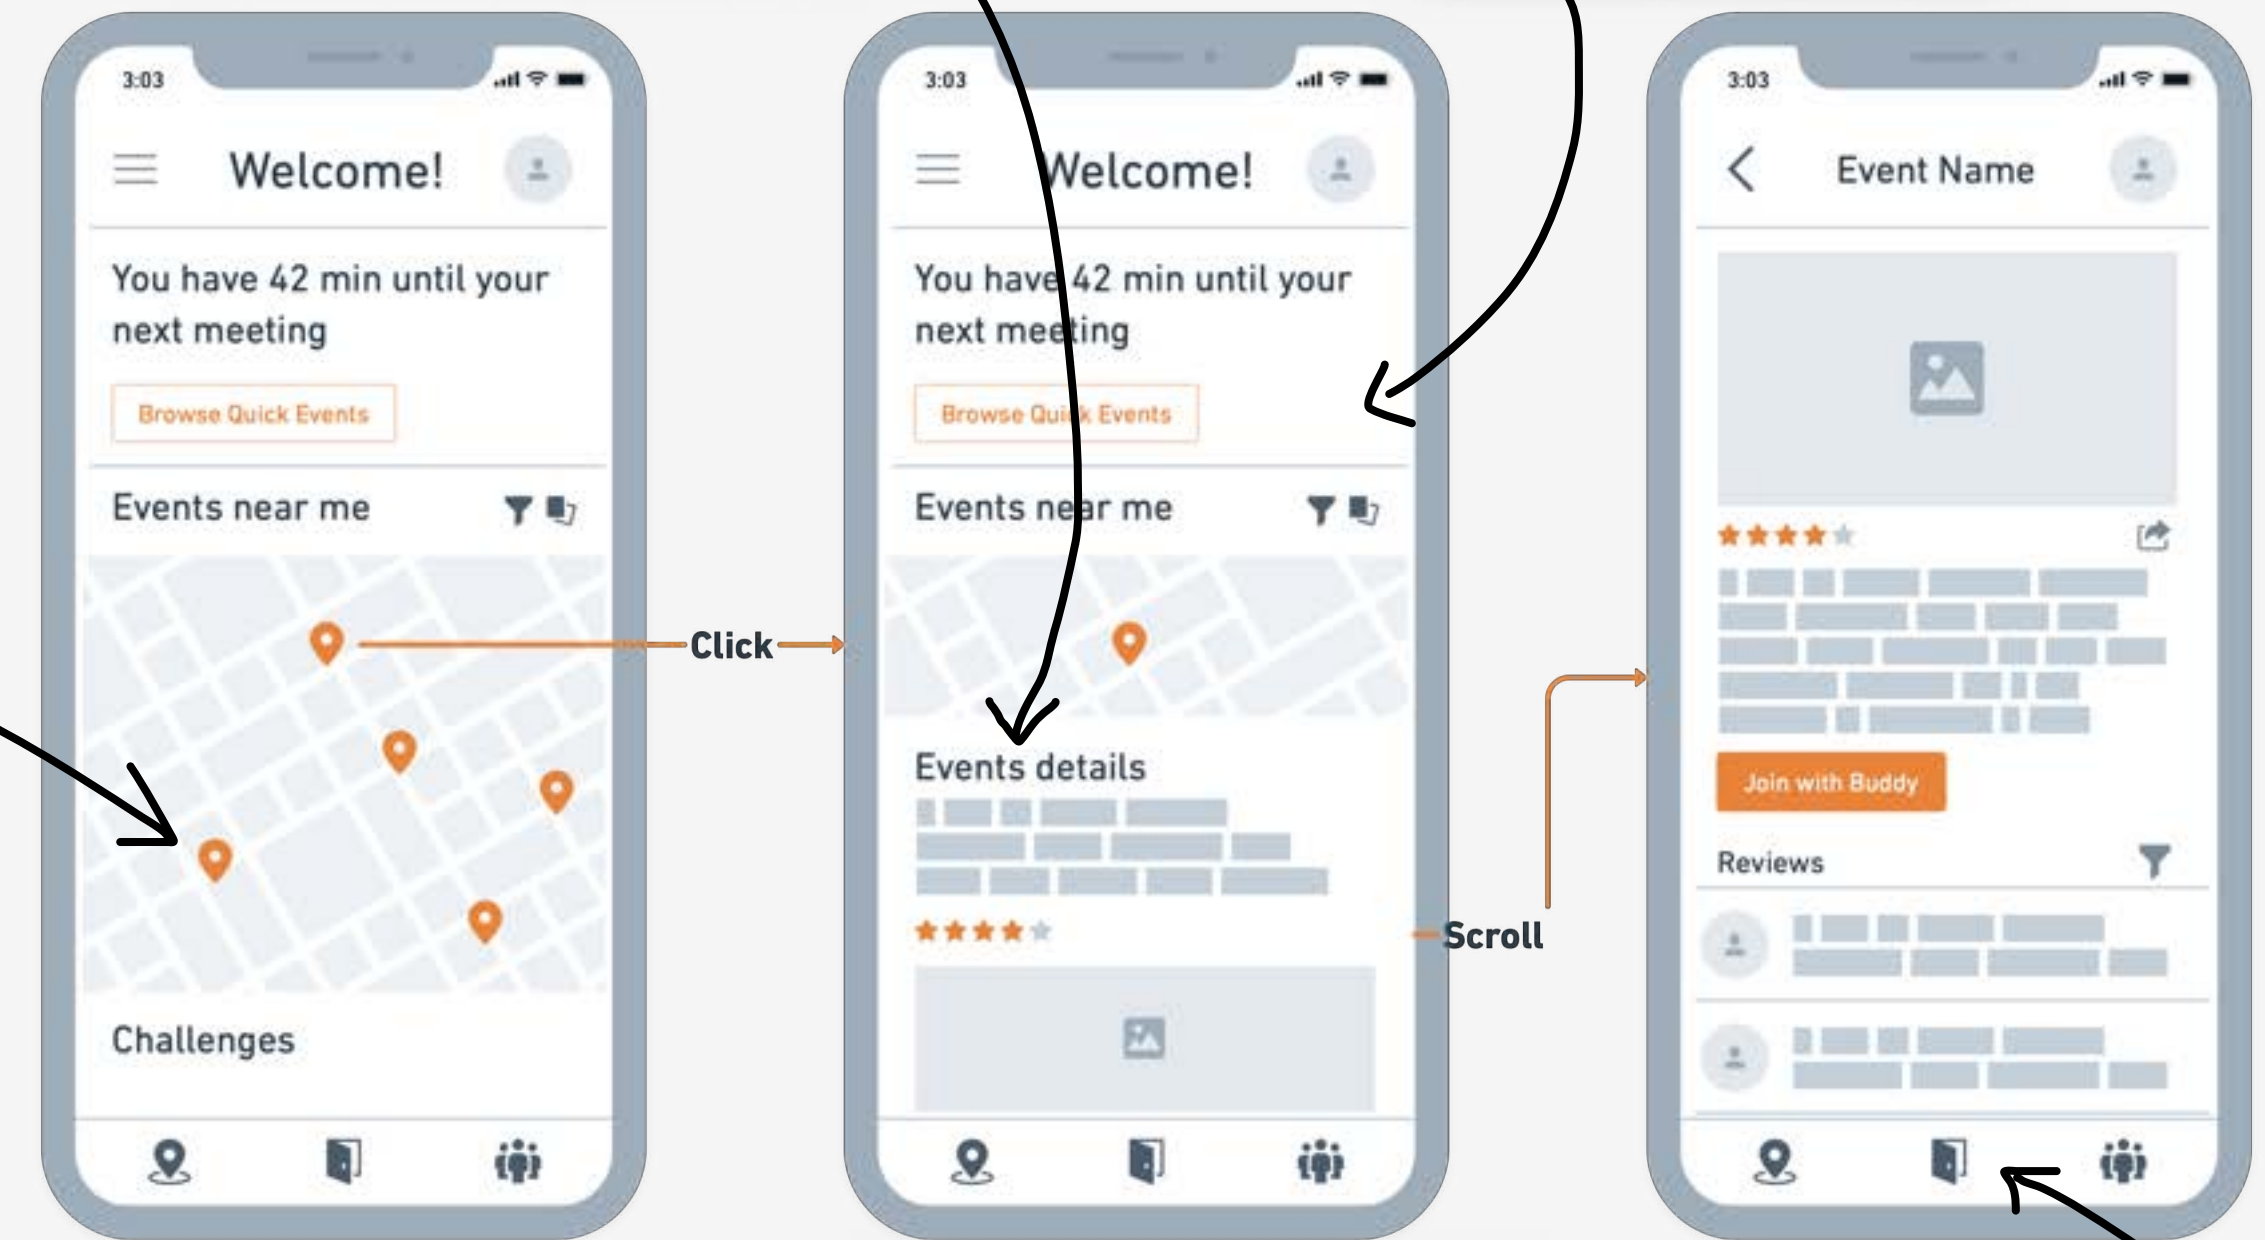 3:03
Welcome!
You have 42 min until your
next meeting
Browse Quick Events
Events near me
Challenges
Click
3:03
Welcome!
You have 42 min until your
next meeting
Browse Quick Events
Events near me
Events details
Scroll
3:03
Event Name
Join with Buddy
Reviews